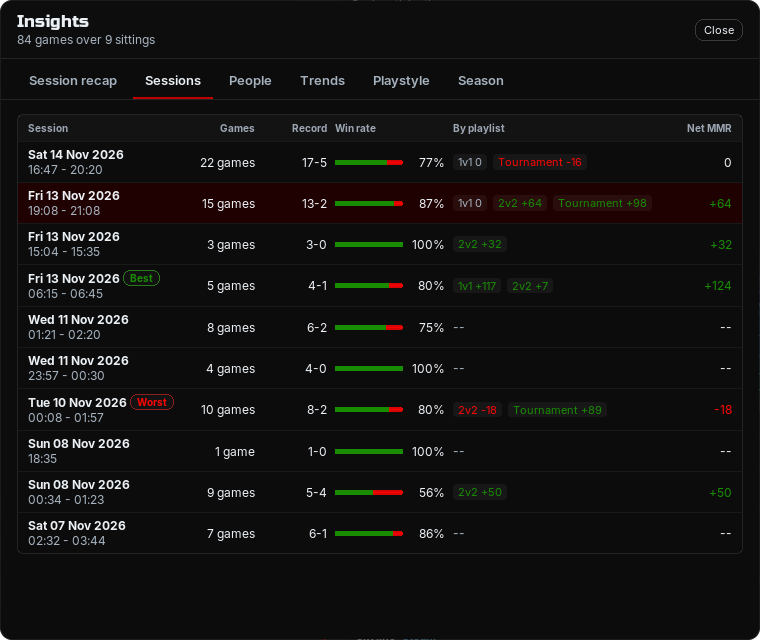 Insights
84 games over 9 sittings
Close
Session recap Sessions People Trends Playstyle Season
Session Games Record Win rate By playlist Net MMR
Sat 14 Nov 2026
16:47 - 20:20
22 games 17-5 77% 1v1 0 Tournament -16 0
Fri 13 Nov 2026
19:08 - 21:08
15 games 13-2 87% 1v1 0 2v2 +64 Tournament +98 +64
Fri 13 Nov 2026
15:04 - 15:35
3 games 3-0 100% 2v2 +32 +32
Fri 13 Nov 2026 Best
06:15 - 06:45
5 games 4-1 80% 1v1 +117 2v2 +7 +124
Wed 11 Nov 2026
01:21 - 02:20
8 games 6-2 75% -- --
Wed 11 Nov 2026
23:57 - 00:30
4 games 4-0 100% -- --
Tue 10 Nov 2026 Worst
00:08 - 01:57
10 games 8-2 80% 2v2 -18 Tournament +89 -18
Sun 08 Nov 2026
18:35
1 game 1-0 100% -- --
Sun 08 Nov 2026
00:34 - 01:23
9 games 5-4 56% 2v2 +50 +50
Sat 07 Nov 2026
02:32 - 03:44
7 games 6-1 86% -- --